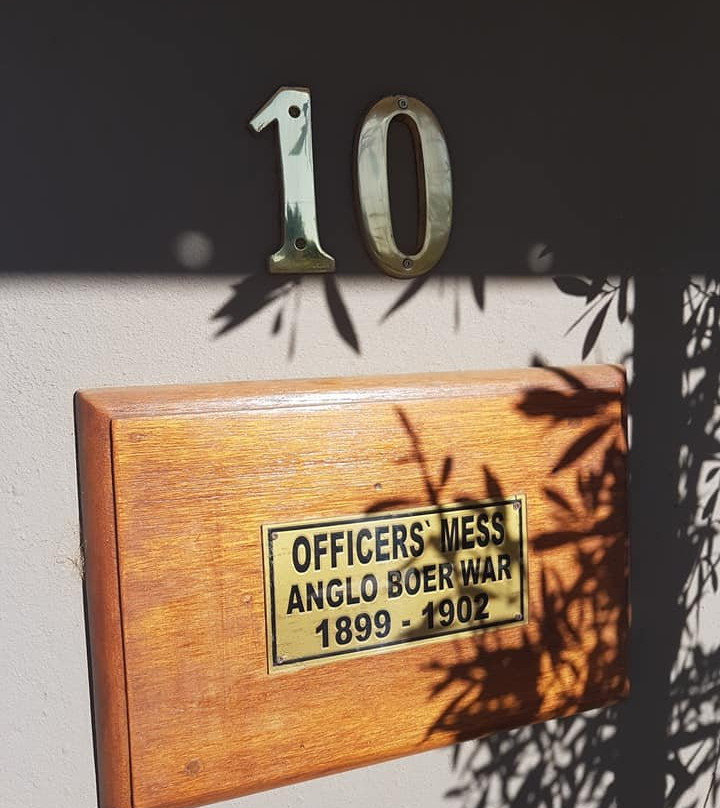 10
OFFICERS` MESS
ANGLO BOER WAR
1899 - 1902